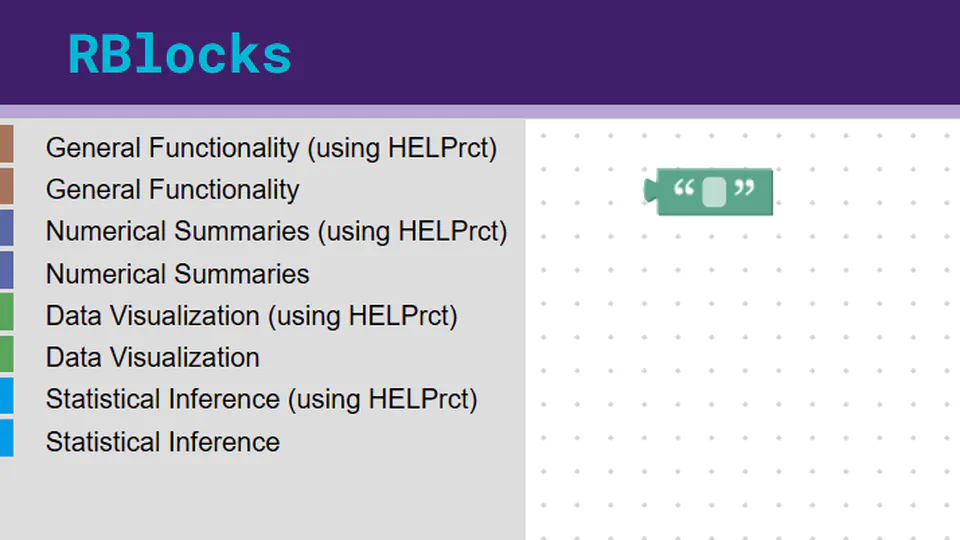 RBlocks
General Functionality (using HELPrct)
General Functionality
Numerical Summaries (using HELPrct)
Numerical Summaries
Data Visualization (using HELPrct)
Data Visualization
Statistical Inference (using HELPrct)
Statistical Inference
“ ”